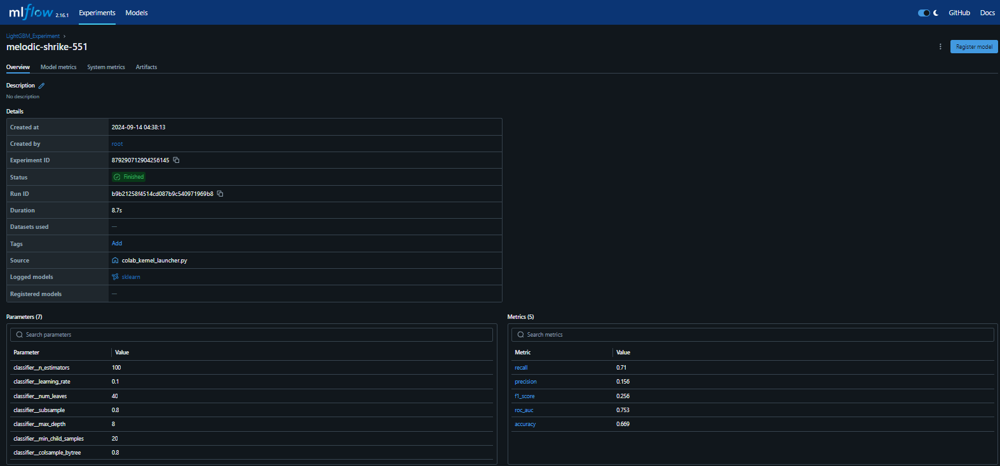 mlflow 2.16.1 Experiments Models GitHub Docs
LightGBM_Experiment
melodic-shrike-551
Register model
Overview Model metrics System metrics Artifacts
Description
No description
Details
Created at 2024-09-14 04:38:13
Created by root
Experiment ID 879290712904256145
Status Finished
Run ID b9b21258f4514cd087b9c540971969b8
Duration 8.7s
Datasets used —
Tags Add
Source colab_kernel_launcher.py
Logged models sklearn
Registered models —
Parameters (7)
Search parameters
Parameter Value
classifier__n_estimators 100
classifier__learning_rate 0.1
classifier__num_leaves 40
classifier__subsample 0.8
classifier__max_depth 8
classifier__min_child_samples 20
classifier__colsample_bytree 0.8
Metrics (5)
Search metrics
Metric Value
recall 0.71
precision 0.156
f1_score 0.256
roc_auc 0.753
accuracy 0.669